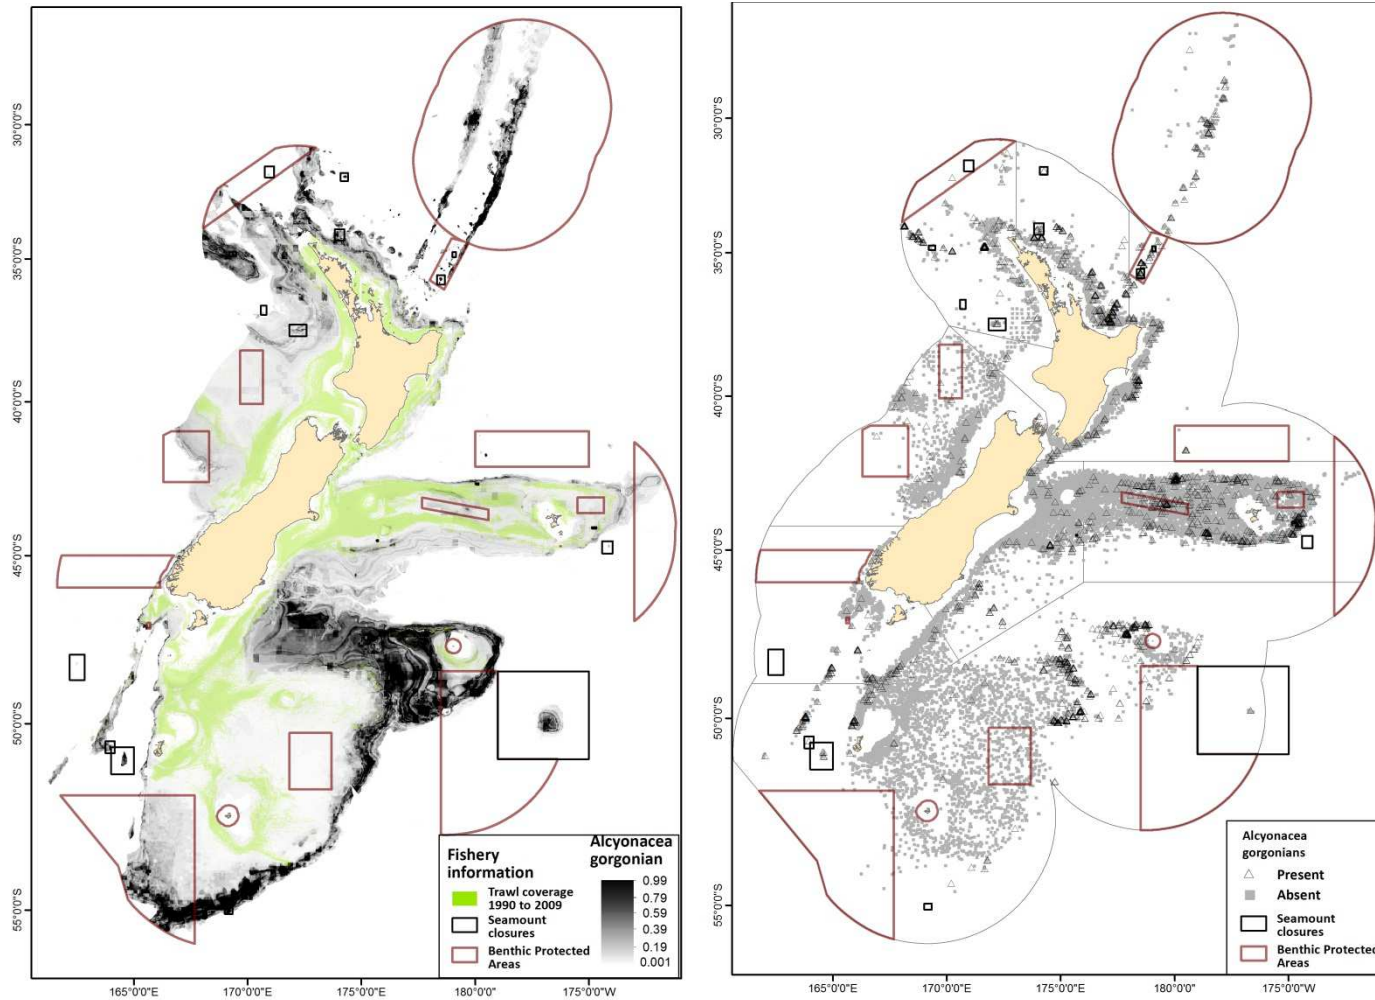 30°0'0"S
35°0'0"S
40°0'0"S
45°0'0"S
50°0'0"S
55°0'0"S
165°0'0"E
170°0'0"E
175°0'0"E
180°0'0"
175°0'0"W
Fishery
information
Trawl coverage
1990 to 2009
Seamount
closures
Benthic Protected
Areas
Alcyonacea
gorgonian
0.99
0.79
0.59
0.39
0.19
0.001
30°0'0"S
35°0'0"S
40°0'0"S
45°0'0"S
50°0'0"S
55°0'0"S
165°0'0"E
170°0'0"E
175°0'0"E
180°0'0"
175°0'0"W
Alcyonacea
gorgonians
Present
Absent
Seamount
closures
Benthic Protected
Areas